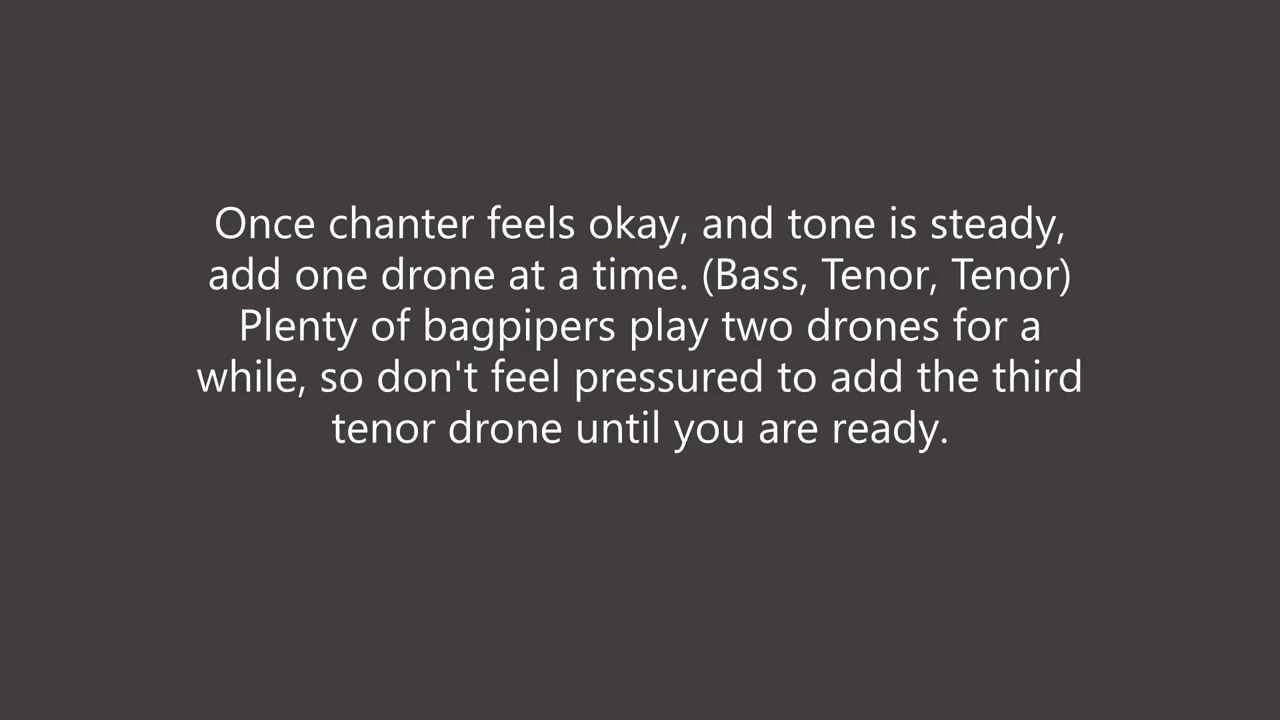 Once chanter feels okay, and tone is steady,
add one drone at a time. (Bass, Tenor, Tenor)
Plenty of bagpipers play two drones for a
while, so don't feel pressured to add the third
tenor drone until you are ready.